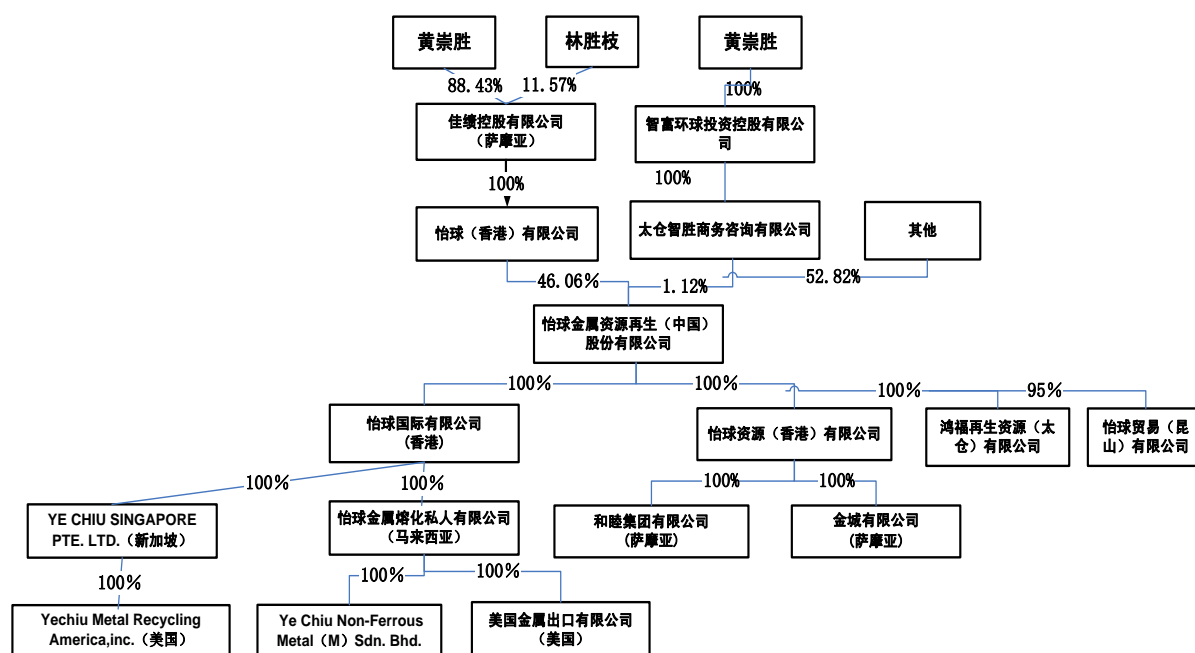 黄崇胜
林胜枝
黄崇胜
88.43%
11.57%
100%
佳绩控股有限公司
（萨摩亚）
智富环球投资控股有限公
司
100%
100%
怡球（香港）有限公司
太仓智胜商务咨询有限公司
其他
46.06%
1.12%
52.82%
怡球金属资源再生（中国）
股份有限公司
100%
100%
100%
95%
怡球国际有限公司
(香港)
怡球资源（香港）有限公司
鸿福再生资源（太
仓）有限公司
怡球贸易（昆
山）有限公司
100%
100%
100%
100%
YE CHIU SINGAPORE
PTE. LTD.（新加坡）
怡球金属熔化私人有限公司
（马来西亚）
和睦集团有限公司
(萨摩亚)
金城有限公司
(萨摩亚)
100%
100%
100%
Yechiu Metal Recycling
America,inc.（美国）
Ye Chiu Non-Ferrous
Metal（M）Sdn. Bhd.
美国金属出口有限公司
（美国）